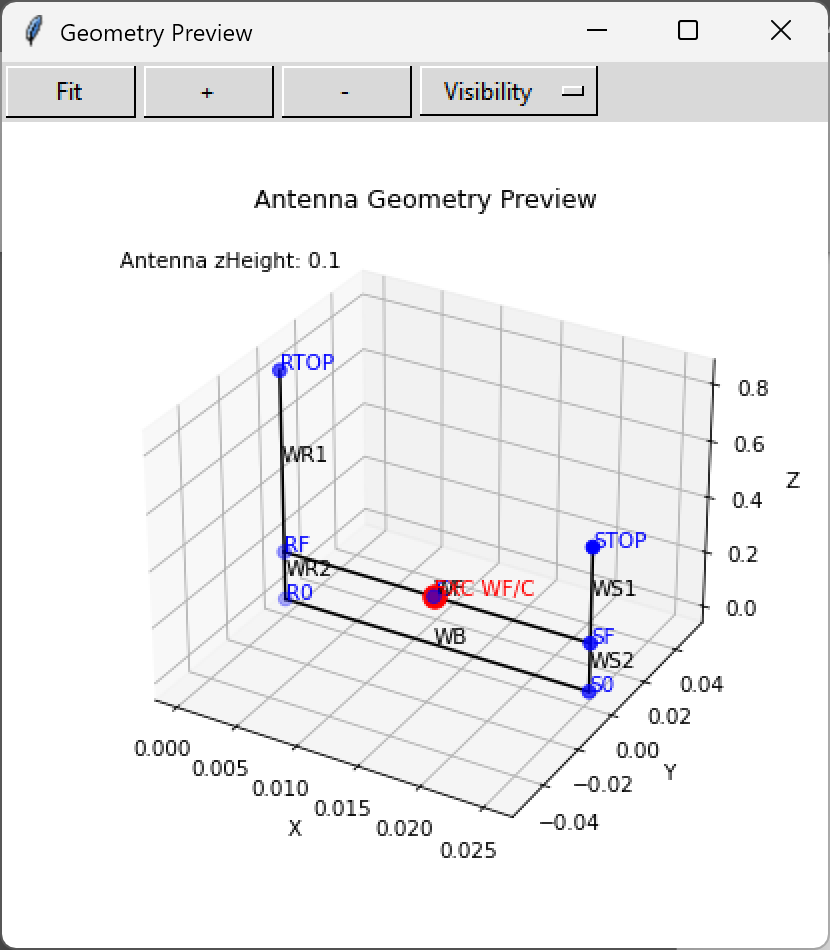 Geometry Preview
Fit + - Visibility
Antenna Geometry Preview
Antenna zHeight: 0.1
RTOP
0.8
0.6
WR1
Z
0.4
STOP
RF
0.2
WR2
WF/C
WS1
R0
0.0
WB
SF
WS2
S0
0.04
0.02
0.000
0.00
0.005
Y
0.010
−0.02
0.015
−0.04
X
0.020
0.025